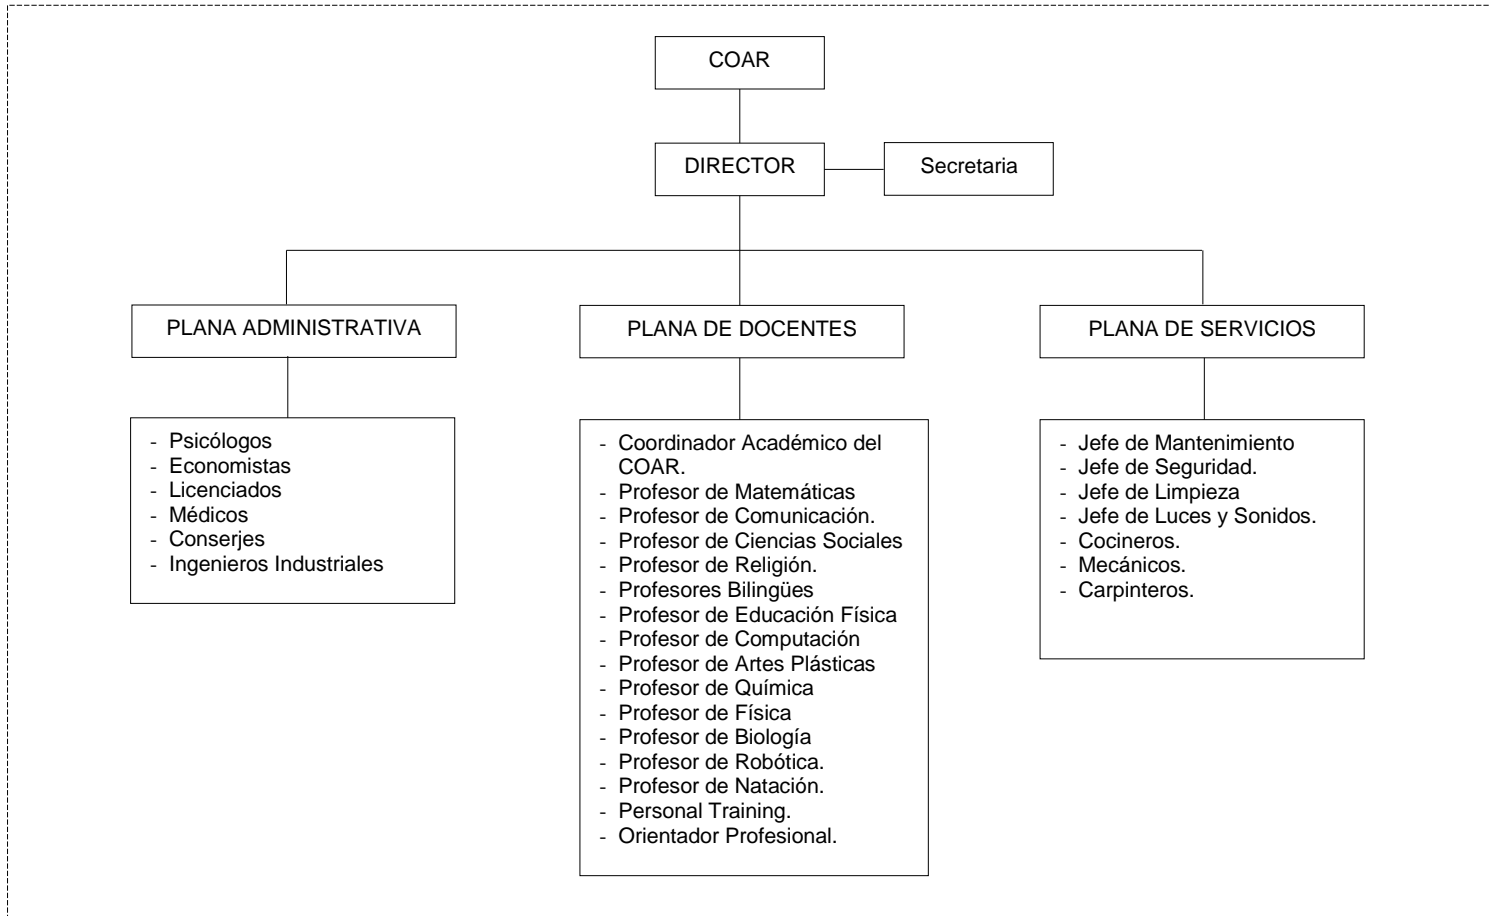 COAR
DIRECTOR
Secretaria
PLANA ADMINISTRATIVA
PLANA DE DOCENTES
PLANA DE SERVICIOS
- Psicólogos
- Economistas
- Licenciados
- Médicos
- Conserjes
- Ingenieros Industriales
- Coordinador Académico del
COAR.
- Profesor de Matemáticas
- Profesor de Comunicación.
- Profesor de Ciencias Sociales
- Profesor de Religión.
- Profesores Bilingües
- Profesor de Educación Física
- Profesor de Computación
- Profesor de Artes Plásticas
- Profesor de Química
- Profesor de Física
- Profesor de Biología
- Profesor de Robótica.
- Profesor de Natación.
- Personal Training.
- Orientador Profesional.
- Jefe de Mantenimiento
- Jefe de Seguridad.
- Jefe de Limpieza
- Jefe de Luces y Sonidos.
- Cocineros.
- Mecánicos.
- Carpinteros.